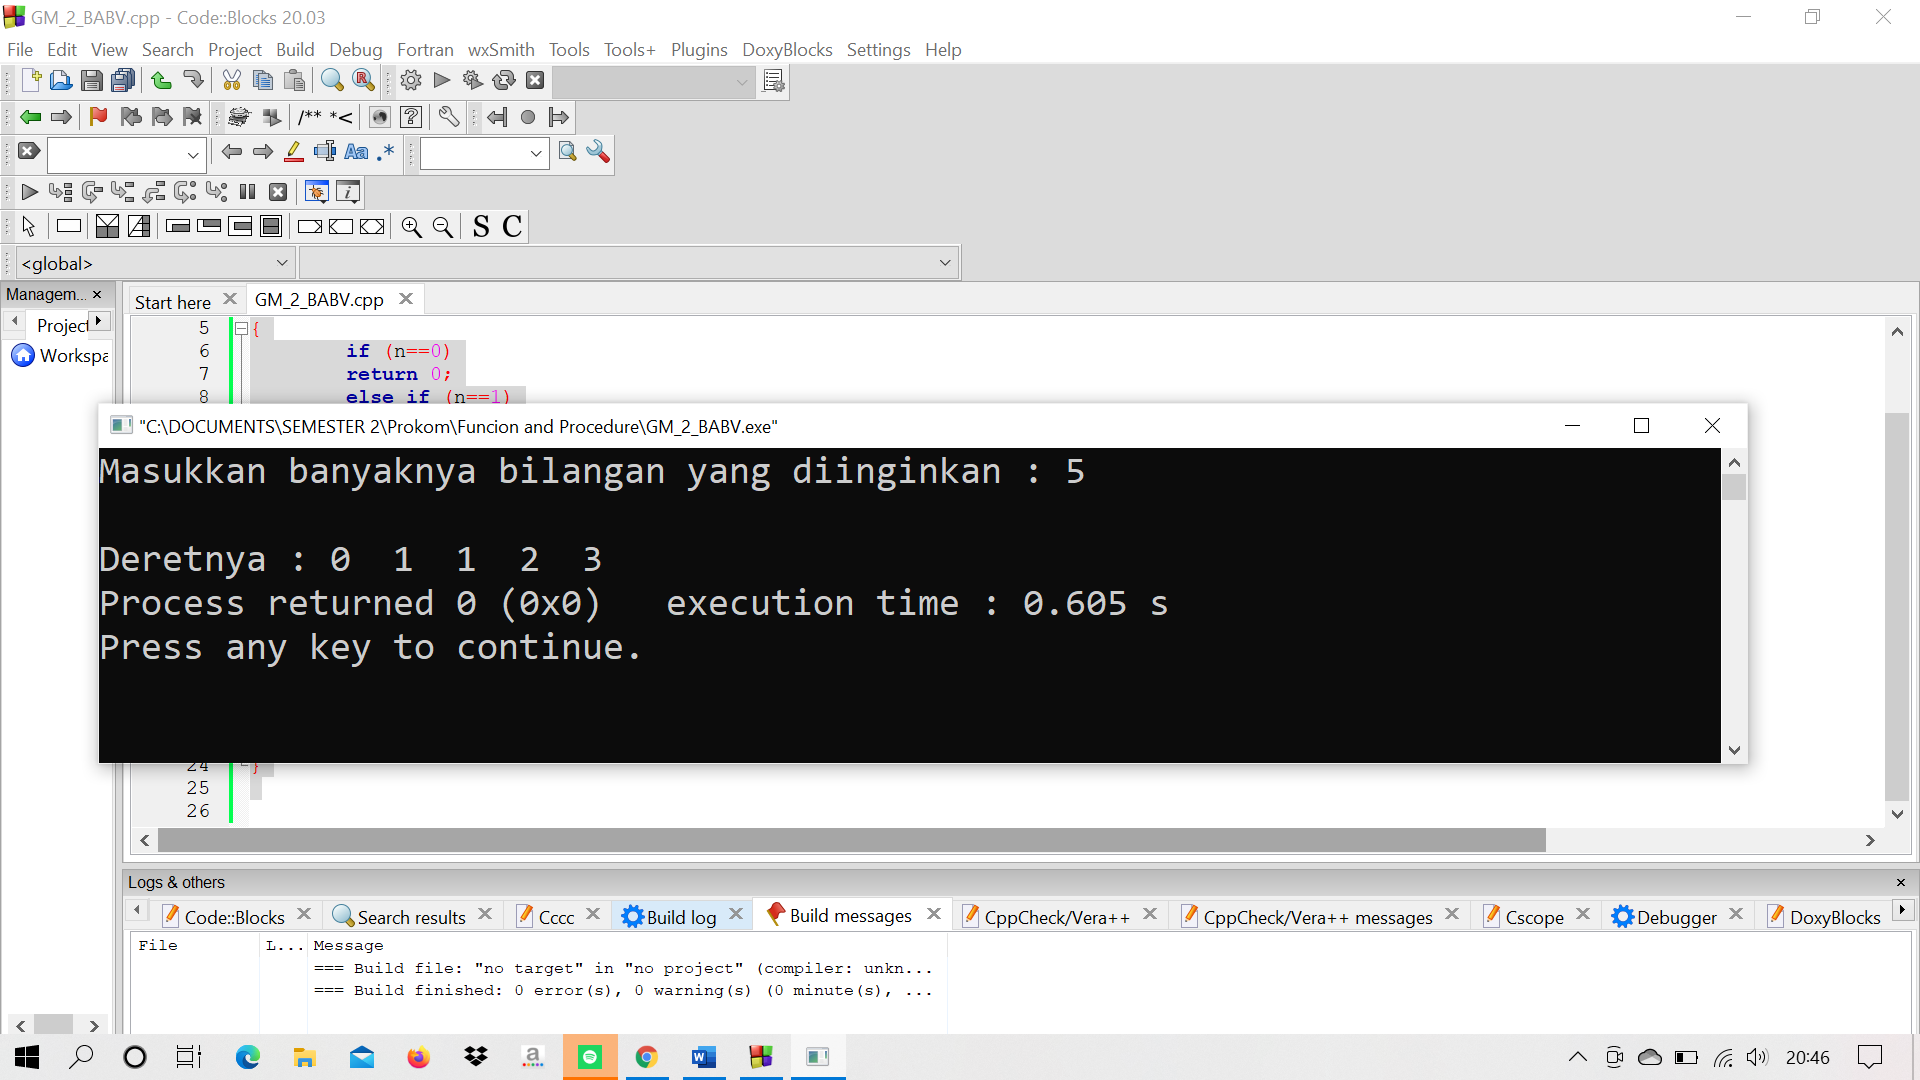 GM_2_BABV.cpp - Code::Blocks 20.03
File Edit View Search Project Build Debug Fortran wxSmith Tools Tools+ Plugins DoxyBlocks Settings Help
/** *<
Aa .*
S C
<global>
Managem...
Start here GM_2_BABV.cpp
Project
Workspa
5 {
6 if (n==0)
7 return 0;
8 else if (n==1)
"C:\DOCUMENTS\SEMESTER 2\Prokom\Funcion and Procedure\GM_2_BABV.exe"
Masukkan banyaknya bilangan yang diinginkan : 5
Deretnya : 0 1 1 2 3
Process returned 0 (0x0) execution time : 0.605 s
Press any key to continue.
24 }
25
26
Logs & others
Code::Blocks Search results Cccc Build log Build messages CppCheck/Vera++ CppCheck/Vera++ messages Cscope Debugger DoxyBlocks
File L... Message
=== Build file: "no target" in "no project" (compiler: unkn...
=== Build finished: 0 error(s), 0 warning(s) (0 minute(s), ...
20:46